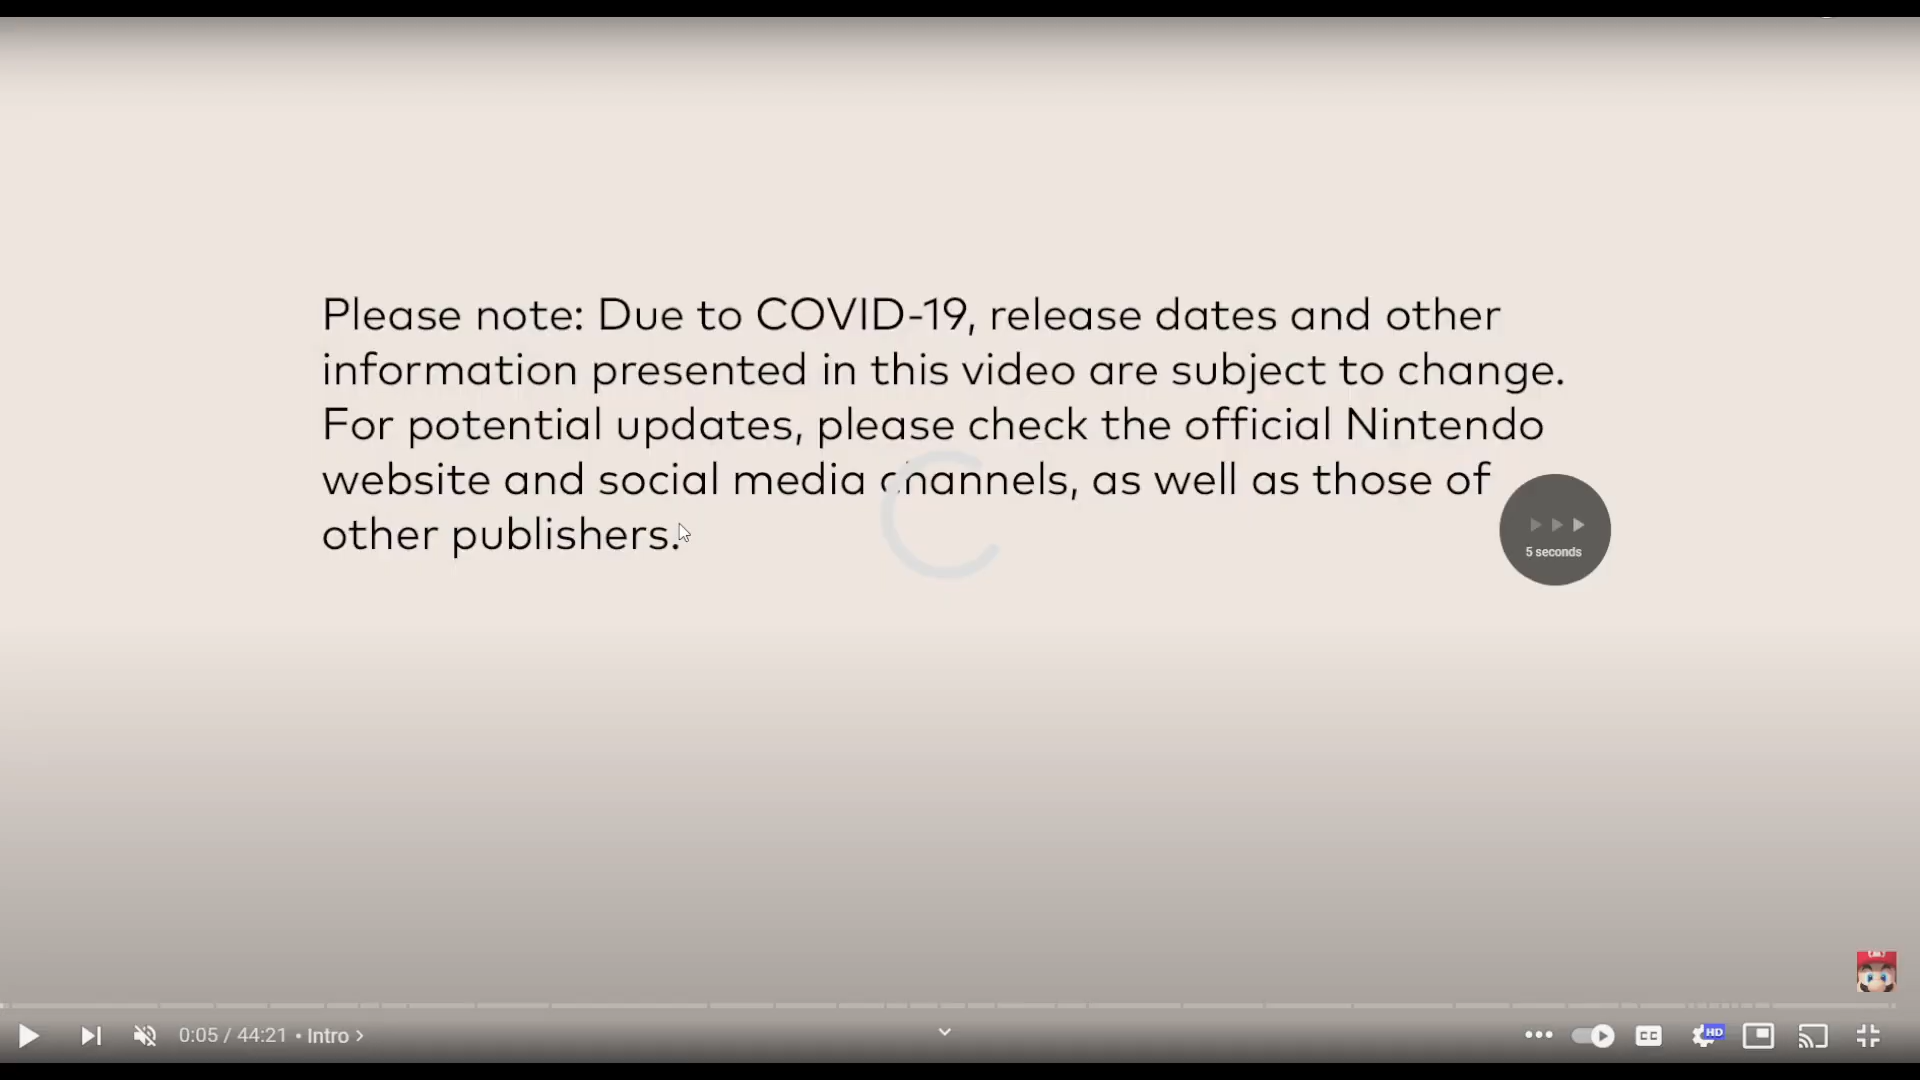 Please note: Due to COVID-19, release dates and other
information presented in this video are subject to change.
For potential updates, please check the official Nintendo
website and social media channels, as well as those of
other publishers.
5 seconds
0:05 / 44:21 • Intro >
CC
HD